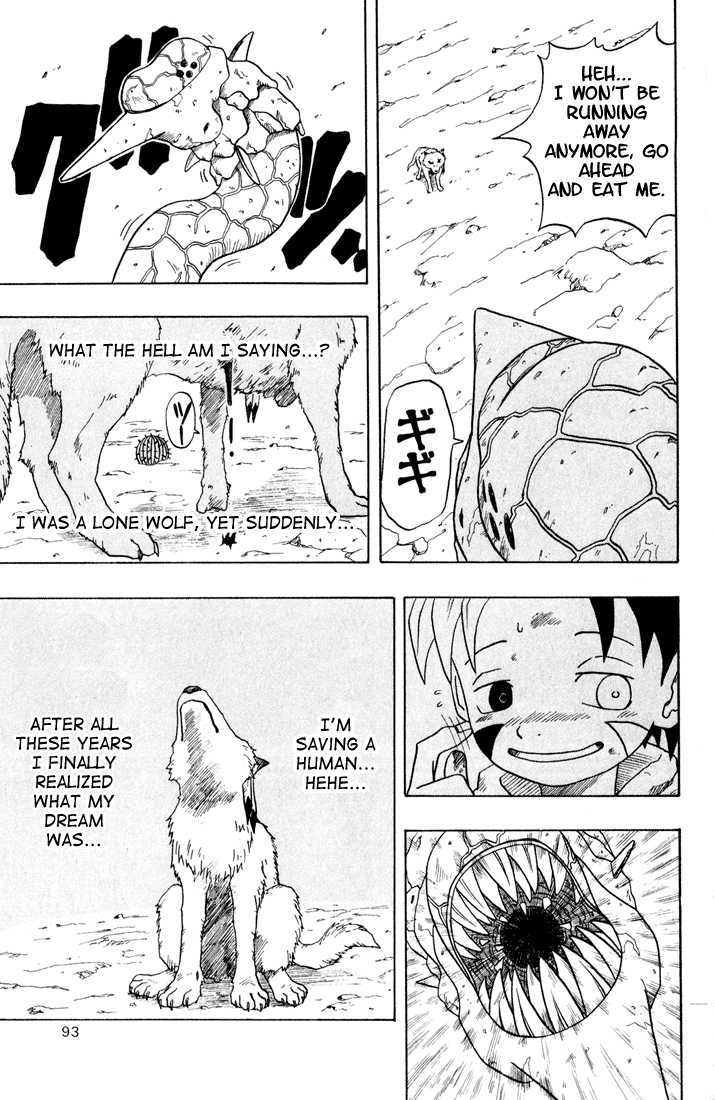 HEH...
I WON'T BE
RUNNING
AWAY
ANYMORE, GO
AHEAD
AND EAT ME.
ギギ
WHAT THE HELL AM I SAYING...?
I WAS A LONE WOLF, YET SUDDENLY...
I'M
SAVING A
HUMAN...
HEHE...
AFTER ALL
THESE YEARS
I FINALLY
REALIZED
WHAT MY
DREAM
WAS...
93